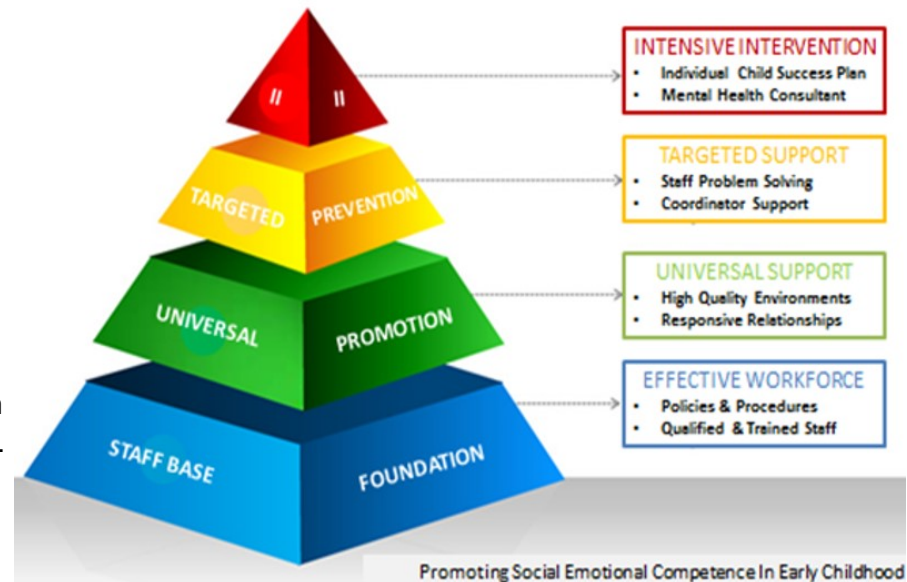 II
II
INTENSIVE INTERVENTION
• Individual Child Success Plan
• Mental Health Consultant
TARGETED
PREVENTION
TARGETED SUPPORT
• Staff Problem Solving
• Coordinator Support
•
UNIVERSAL
PROMOTION
UNIVERSAL SUPPORT
• High Quality Environments
• Responsive Relationships
STAFF BASE
FOUNDATION
EFFECTIVE WORKFORCE
• Policies & Procedures
• Qualified & Trained Staff
Promoting Social Emotional Competence In Early Childhood